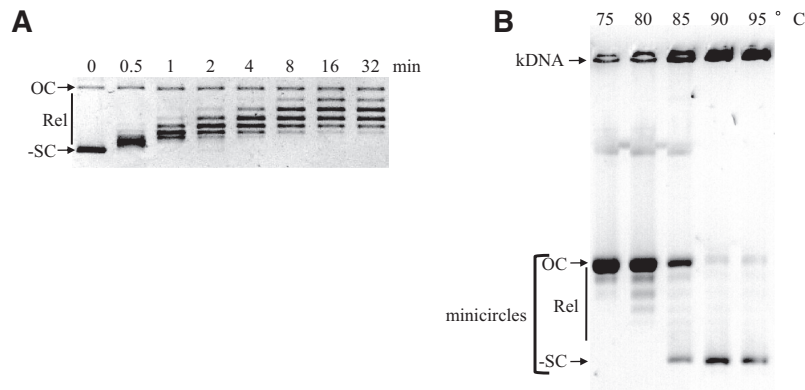 A
0 0.5 1 2 4 8 16 32 min
OC
Rel
-SC
B
75 80 85 90 95 ° C
kDNA
minicircles
OC
Rel
-SC